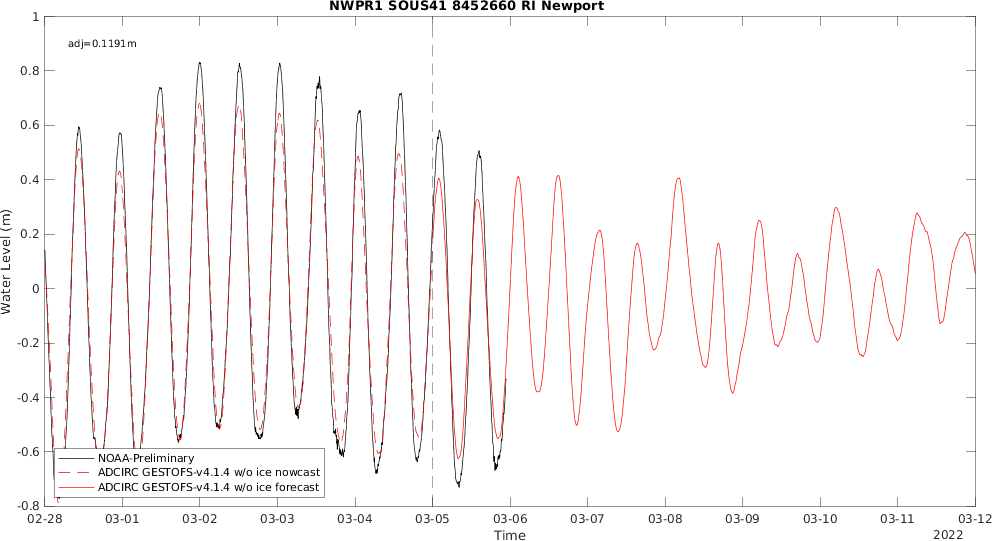 NWPR1 SOUS41 8452660 RI Newport
adj=0.1191m
1
0.8
0.6
0.4
0.2
0
-0.2
-0.4
-0.6
-0.8
Water Level (m)
NOAA-Preliminary
ADCIRC GESTOFS-v4.1.4 w/o ice nowcast
ADCIRC GESTOFS-v4.1.4 w/o ice forecast
02-28 03-01 03-02 03-03 03-04 03-05 03-06 03-07 03-08 03-09 03-10 03-11 03-12
Time
2022